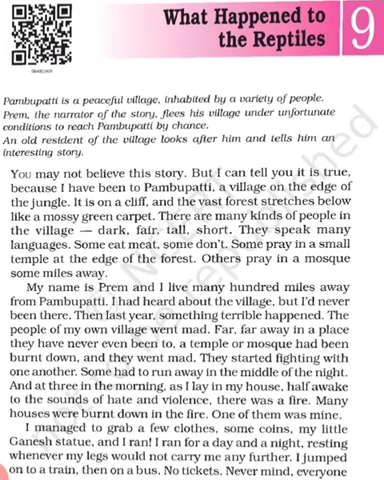 What Happened to
the Reptiles
9
Pambupatti is a peaceful village, inhabited by a variety of people.
Prem, the narrator of the story, flees his village under unfortunate
conditions to reach Pambupatti by chance.
An old resident of the village looks after him and tells him an
interesting story.
YOU may not believe this story. But I can tell you it is true,
because I have been to Pambupatti, a village on the edge of
the jungle. It is on a cliff, and the vast forest stretches below
like a mossy green carpet. There are many kinds of people in
the village — dark, fair, tall, short. They speak many
languages. Some eat meat, some don't. Some pray in a small
temple at the edge of the forest. Others pray in a mosque
some miles away.
My name is Prem and I live many hundred miles away
from Pambupatti. I had heard about the village, but I'd never
been there. Then last year, something terrible happened. The
people of my own village went mad. Far, far away in a place
they have never even been to, a temple or mosque had been
burnt down, and they went mad. They started fighting with
one another. Some had to run away in the middle of the night.
And at three in the morning, as I lay in my house, half awake
to the sounds of hate and violence, there was a fire. Many
houses were burnt down in the fire. One of them was mine.
I managed to grab a few clothes, some coins, my little
Ganesh statue, and I ran! I ran for a day and a night, resting
whenever my legs would not carry me any further. I jumped
on to a train, then on a bus. No tickets. Never mind, everyone